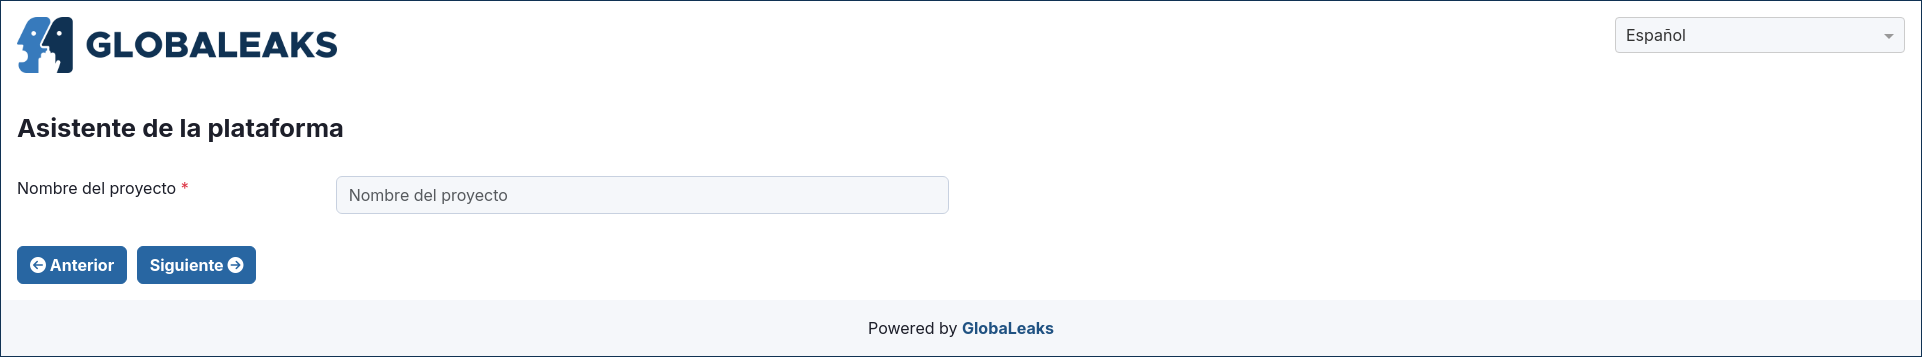 GLOBALEAKS
Español
Asistente de la plataforma
Nombre del proyecto *
Nombre del proyecto
Anterior
Siguiente
Powered by GlobaLeaks